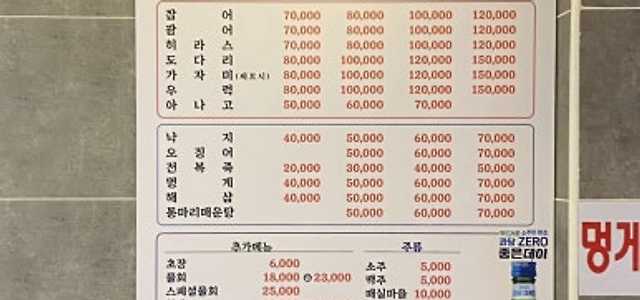 잡 어 70,000 80,000 100,000 120,000
광 어 70,000 80,000 100,000 120,000
히 라 스 70,000 80,000 100,000 120,000
도 다 리 80,000 100,000 120,000 150,000
가 자 미 80,000 100,000 120,000 150,000
우 럭 80,000 100,000 120,000 150,000
아 나 고 50,000 60,000 70,000
낙 지 40,000 50,000 60,000 70,000
오 징 어 50,000 60,000 70,000
전 복 죽 20,000 30,000 40,000 50,000
멍 게 40,000 50,000 60,000 70,000
해 삼 40,000 50,000 60,000 70,000
통마리매운탕 50,000 60,000 70,000
추가메뉴
초장 6,000
물회 18,000 23,000
스페셜물회 25,000
주류
소주 5,000
맥주 5,000
매실마을 10,000
ZERO
좋은데이
멍게